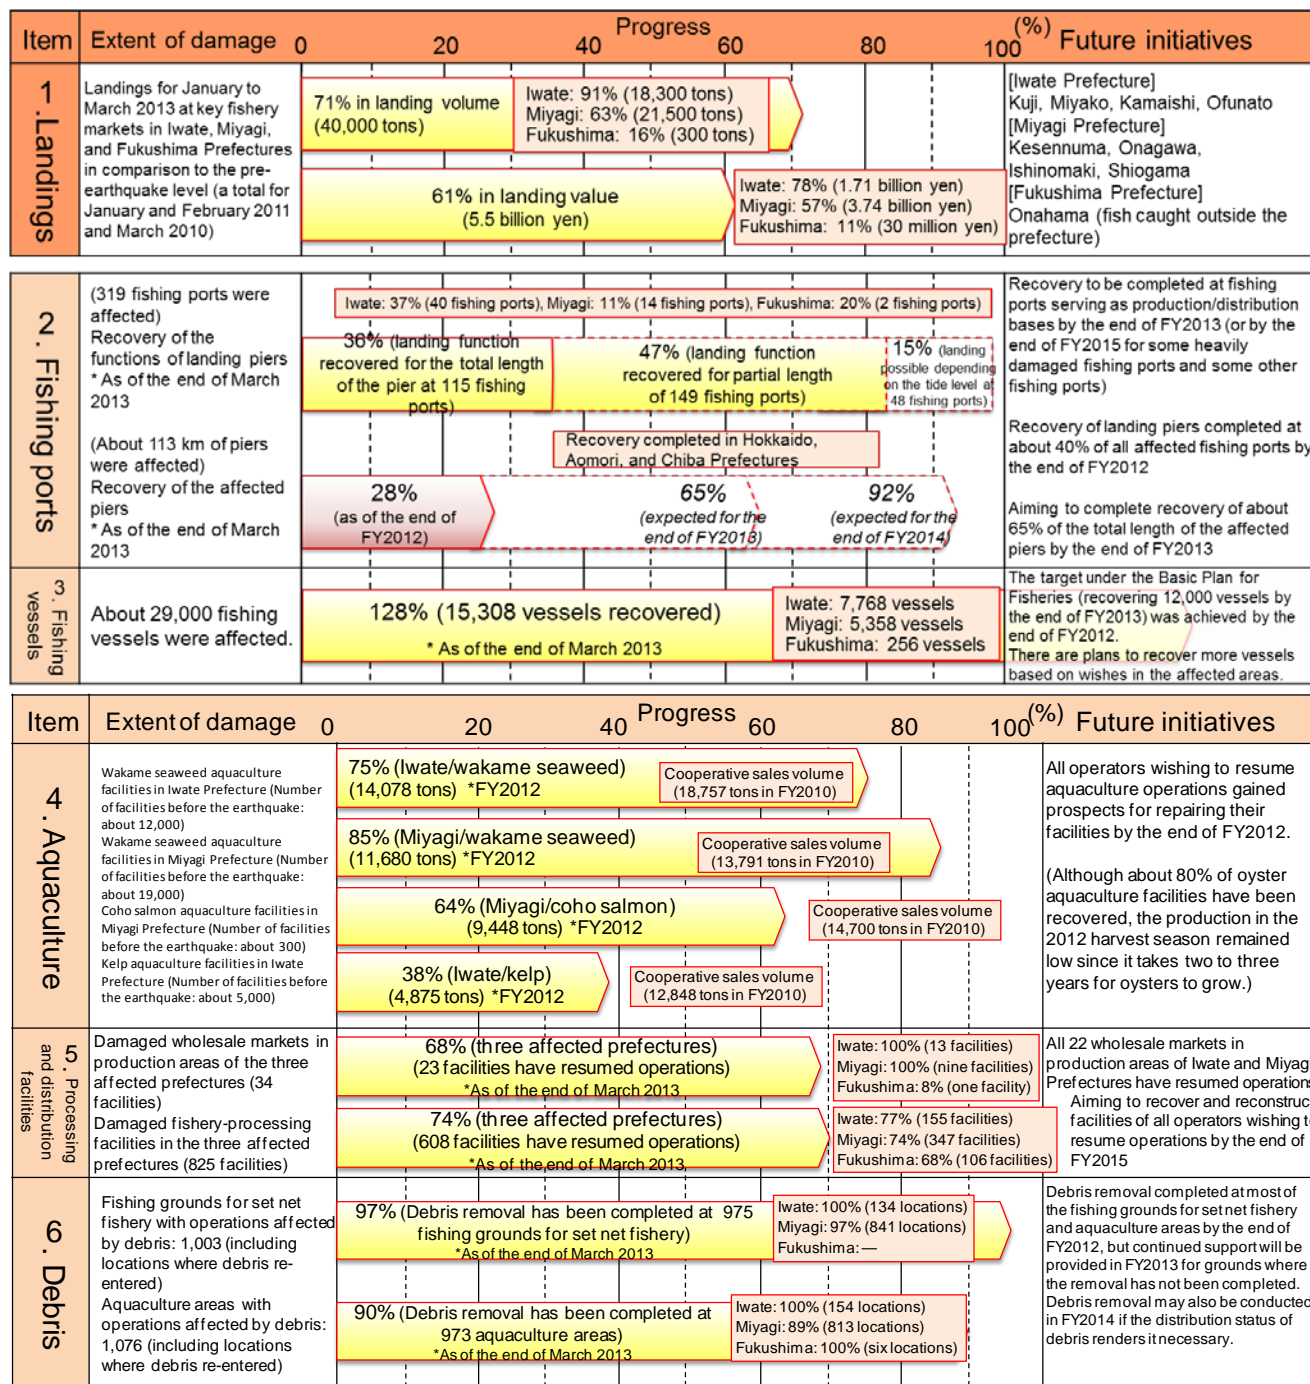 Item
Extent of damage
Progress
0
20
40
60
80
100
(%)
Future initiatives
1.Landings
Landings for January to
March 2013 at key fishery
markets in Iwate, Miyagi,
and Fukushima Prefectures
in comparison to the pre-
earthquake level (a total for
January and February 2011
and March 2010)
71% in landing volume
(40,000 tons)
Iwate: 91% (18,300 tons)
Miyagi: 63% (21,500 tons)
Fukushima: 16% (300 tons)
61% in landing value
(5.5 billion yen)
Iwate: 78% (1.71 billion yen)
Miyagi: 57% (3.74 billion yen)
Fukushima: 11% (30 million yen)
[Iwate Prefecture]
Kuji, Miyako, Kamaishi, Ofunato
[Miyagi Prefecture]
Kesennuma, Onagawa,
Ishinomaki, Shiogama
[Fukushima Prefecture]
Onahama (fish caught outside the
prefecture)
2. Fishing ports
(319 fishing ports were
affected)
Recovery of the
functions of landing piers
* As of the end of March
2013
(About 113 km of piers
were affected)
Recovery of the affected
piers
* As of the end of March
2013
Iwate: 37% (40 fishing ports), Miyagi: 11% (14 fishing ports), Fukushima: 20% (2 fishing ports)
36% (landing function
recovered for the total length
of the pier at 115 fishing
ports)
47% (landing function
recovered for partial length
of 149 fishing ports)
15% (landing
possible depending
on the tide level at
48 fishing ports)
Recovery completed in Hokkaido,
Aomori, and Chiba Prefectures
28%
(as of the end of
FY2012)
65%
(expected for the
end of FY2013)
92%
(expected for the
end of FY2014)
Recovery to be completed at fishing
ports serving as production/distribution
bases by the end of FY2013 (or by the
end of FY2015 for some heavily
damaged fishing ports and some other
fishing ports)
Recovery of landing piers completed at
about 40% of all affected fishing ports by
the end of FY2012
Aiming to complete recovery of about
65% of the total length of the affected
piers by the end of FY2013
3. Fishing
vessels
About 29,000 fishing
vessels were affected.
128% (15,308 vessels recovered)
* As of the end of March 2013
Iwate: 7,768 vessels
Miyagi: 5,358 vessels
Fukushima: 256 vessels
The target under the Basic Plan for
Fisheries (recovering 12,000 vessels by
the end of FY2013) was achieved by the
end of FY2012.
There are plans to recover more vessels
based on wishes in the affected areas.
Item
Extent of damage
Progress
0
20
40
60
80
100
(%)
Future initiatives
4. Aquaculture
Wakame seaweed aquaculture
facilities in Iwate Prefecture (Number
of facilities before the earthquake:
about 12,000)
Wakame seaweed aquaculture
facilities in Miyagi Prefecture (Number
of facilities before the earthquake:
about 19,000)
Coho salmon aquaculture facilities in
Miyagi Prefecture (Number of facilities
before the earthquake: about 300)
Kelp aquaculture facilities in Iwate
Prefecture (Number of facilities before
the earthquake: about 5,000)
75% (Iwate/wakame seaweed)
(14,078 tons) *FY2012
Cooperative sales volume
(18,757 tons in FY2010)
85% (Miyagi/wakame seaweed)
(11,680 tons) *FY2012
Cooperative sales volume
(13,791 tons in FY2010)
64% (Miyagi/coho salmon)
(9,448 tons) *FY2012
Cooperative sales volume
(14,700 tons in FY2010)
38% (Iwate/kelp)
(4,875 tons) *FY2012
Cooperative sales volume
(12,848 tons in FY2010)
All operators wishing to resume
aquaculture operations gained
prospects for repairing their
facilities by the end of FY2012.
(Although about 80% of oyster
aquaculture facilities have been
recovered, the production in the
2012 harvest season remained
low since it takes two to three
years for oysters to grow.)
5. Processing
and distribution
facilities
Damaged wholesale markets in
production areas of the three
affected prefectures (34
facilities)
Damaged fishery-processing
facilities in the three affected
prefectures (825 facilities)
68% (three affected prefectures)
(23 facilities have resumed operations)
*As of the end of March 2013
Iwate: 100% (13 facilities)
Miyagi: 100% (nine facilities)
Fukushima: 8% (one facility)
74% (three affected prefectures)
(608 facilities have resumed operations)
*As of the end of March 2013
Iwate: 77% (155 facilities)
Miyagi: 74% (347 facilities)
Fukushima: 68% (106 facilities)
All 22 wholesale markets in
production areas of Iwate and Miyagi
Prefectures have resumed operations
Aiming to recover and reconstruct
facilities of all operators wishing to
resume operations by the end of
FY2015
6. Debris
Fishing grounds for set net
fishery with operations affected
by debris: 1,003 (including
locations where debris re-
entered)
Aquaculture areas with
operations affected by debris:
1,076 (including locations
where debris re-entered)
97% (Debris removal has been completed at 975
fishing grounds for set net fishery)
*As of the end of March 2013
Iwate: 100% (134 locations)
Miyagi: 97% (841 locations)
Fukushima: —
90% (Debris removal has been completed at
973 aquaculture areas)
*As of the end of March 2013
Iwate: 100% (154 locations)
Miyagi: 89% (813 locations)
Fukushima: 100% (six locations)
Debris removal completed at most of
the fishing grounds for set net fishery
and aquaculture areas by the end of
FY2012, but continued support will be
provided in FY2013 for grounds where
the removal has not been completed.
Debris removal may also be conducted
in FY2014 if the distribution status of
debris renders it necessary.